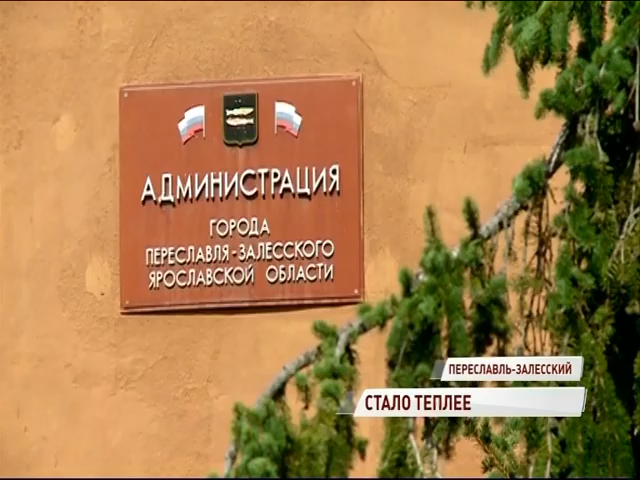 АДМИНИСТРАЦИЯ
ГОРОДА
ПЕРЕСЛАВЛЯ-ЗАЛЕССКОГО
ЯРОСЛАВСКОЙ ОБЛАСТИ
ПЕРЕСЛАВЛЬ-ЗАЛЕССКИЙ
СТАЛО ТЕПЛЕЕ